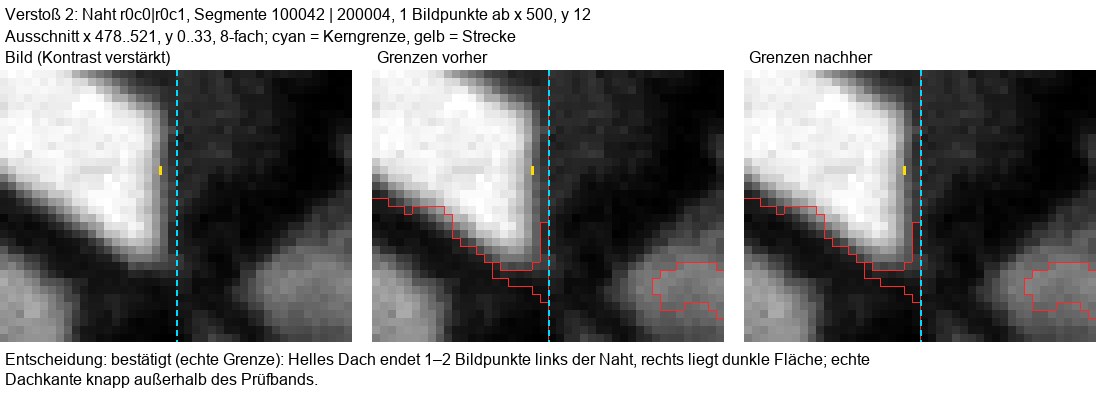 Verstoß 2: Naht r0c0|r0c1, Segmente 100042 | 200004, 1 Bildpunkte ab x 500, y 12
Ausschnitt x 478..521, y 0..33, 8-fach; cyan = Kerngrenze, gelb = Strecke
Bild (Kontrast verstärkt)
Grenzen vorher
Grenzen nachher
Entscheidung: bestätigt (echte Grenze): Helles Dach endet 1–2 Bildpunkte links der Naht, rechts liegt dunkle Fläche; echte
Dachkante knapp außerhalb des Prüfbands.